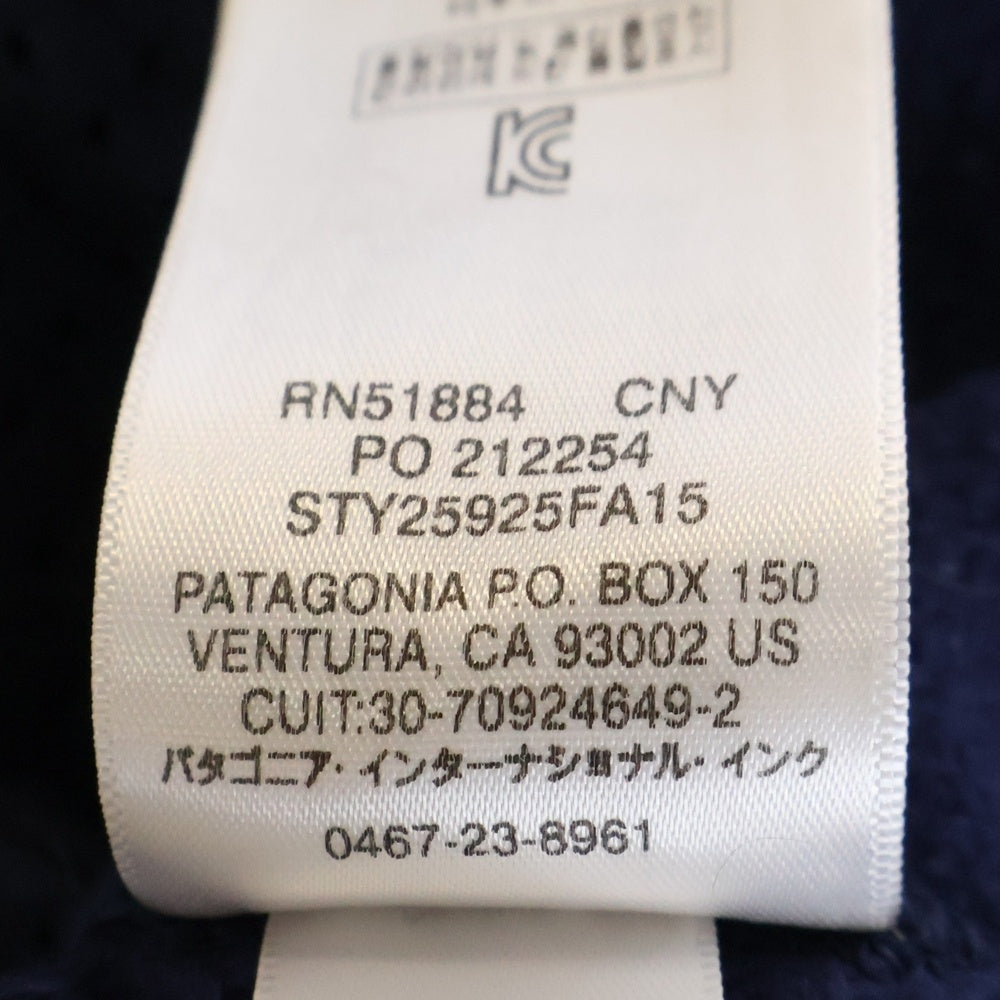 KC
RN51884 CNY
PO 212254
STY25925FA15
PATAGONIA P.O. BOX 150
VENTURA, CA 93002 US
CUIT:30-70924649-2
パタゴニア・インターナショナル・インク
0467-23-8961